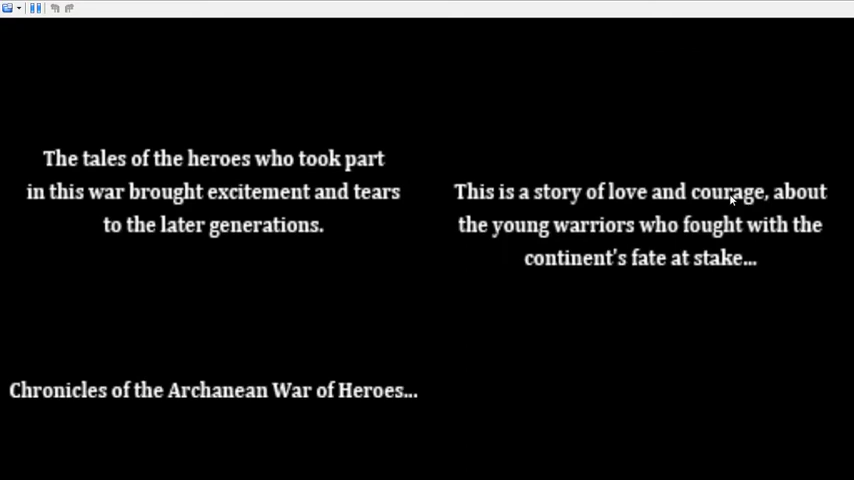 The tales of the heroes who took part
in this war brought excitement and tears
to the later generations.
Chronicles of the Archanean War of Heroes...
This is a story of love and courage, about
the young warriors who fought with the
continent's fate at stake...